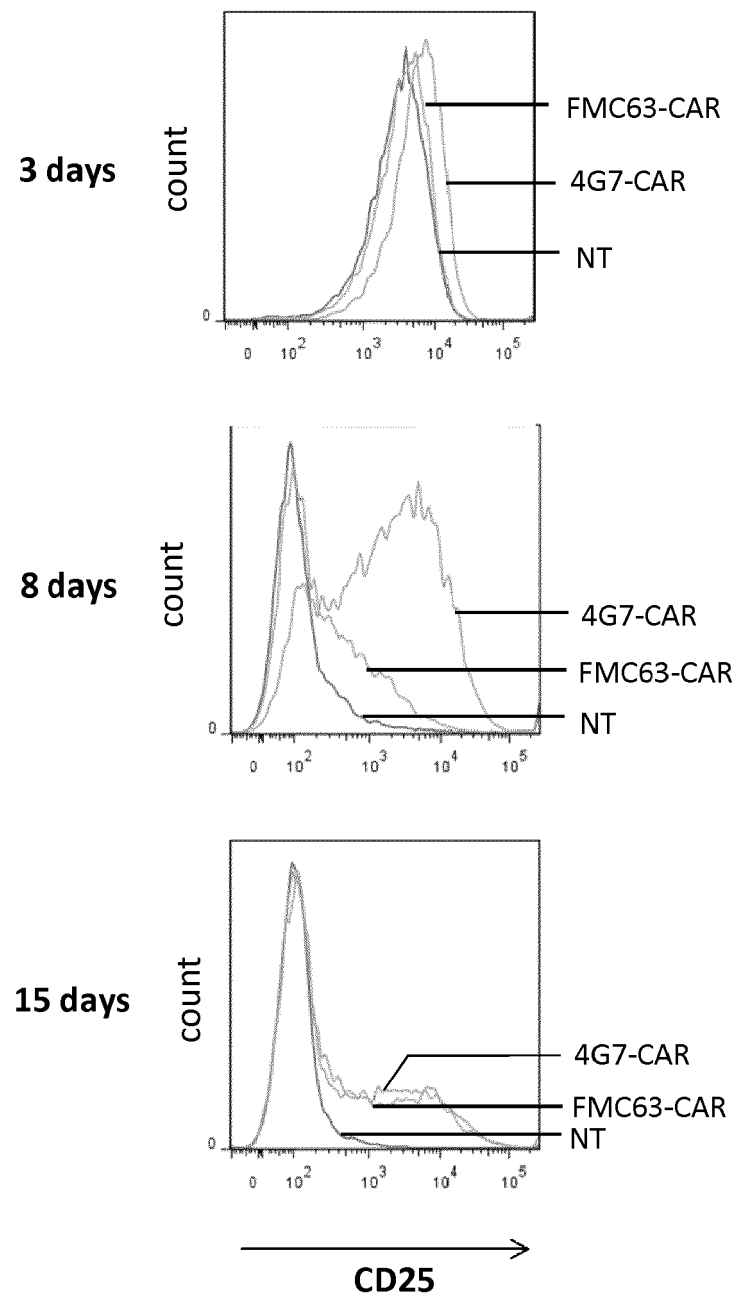 3 days
count
FMC63-CAR
4G7-CAR
NT
0
0 10² 10³ 10⁴ 10⁵
8 days
count
4G7-CAR
FMC63-CAR
NT
0
0 10² 10³ 10⁴ 10⁵
15 days
count
4G7-CAR
FMC63-CAR
NT
0
0 10² 10³ 10⁴ 10⁵
CD25